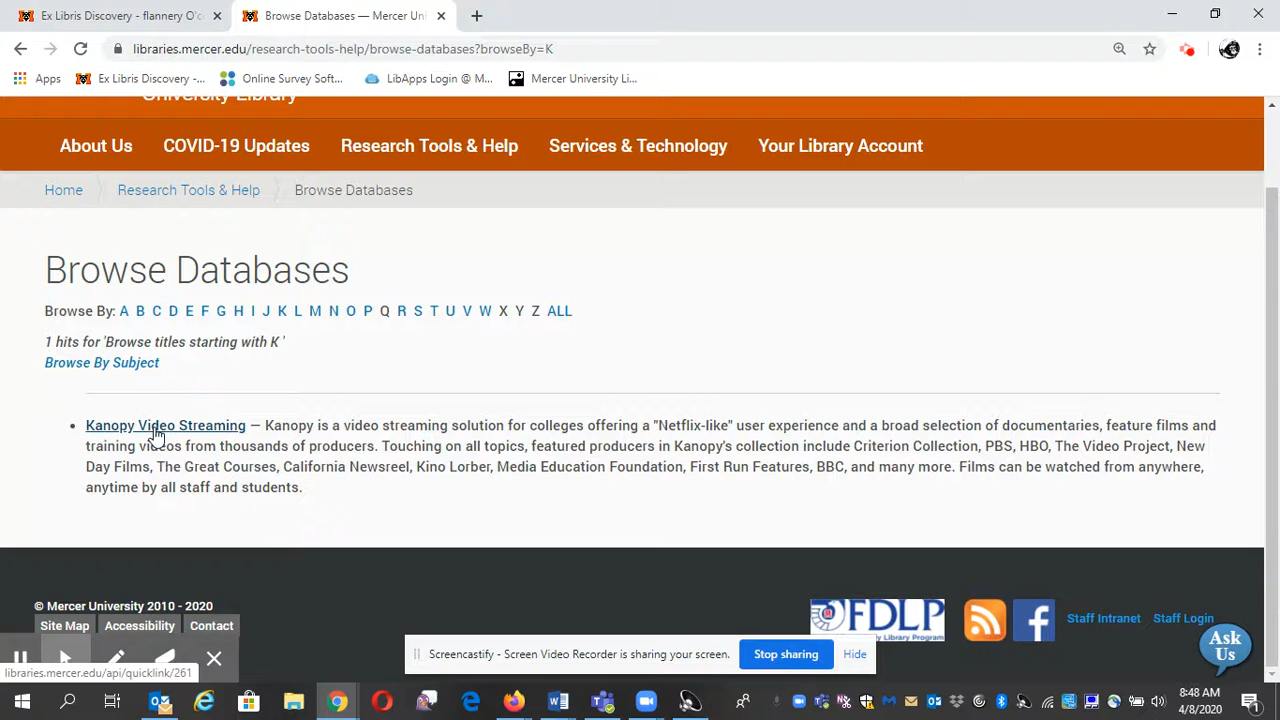 Ex Libris Discovery - flannery O'c
Browse Databases — Mercer Uni
libraries.mercer.edu/research-tools-help/browse-databases?browseBy=K
Apps
Ex Libris Discovery -...
Online Survey Soft...
LibApps Login @ M...
Mercer University Li...
University Library
About Us
COVID-19 Updates
Research Tools & Help
Services & Technology
Your Library Account
Home
Research Tools & Help
Browse Databases
Browse Databases
Browse By: A B C D E F G H I J K L M N O P Q R S T U V W X Y Z ALL
1 hits for 'Browse titles starting with K '
Browse By Subject
• Kanopy Video Streaming — Kanopy is a video streaming solution for colleges offering a "Netflix-like" user experience and a broad selection of documentaries, feature films and
training videos from thousands of producers. Touching on all topics, featured producers in Kanopy's collection include Criterion Collection, PBS, HBO, The Video Project, New
Day Films, The Great Courses, California Newsreel, Kino Lorber, Media Education Foundation, First Run Features, BBC, and many more. Films can be watched from anywhere,
anytime by all staff and students.
© Mercer University 2010 - 2020
Site Map
Accessibility
Contact
FDLP
Library Program
Staff Intranet
Staff Login
Ask
Us
Screencastify - Screen Video Recorder is sharing your screen.
Stop sharing
Hide
libraries.mercer.edu/api/quicklink/261
8:48 AM
4/8/2020